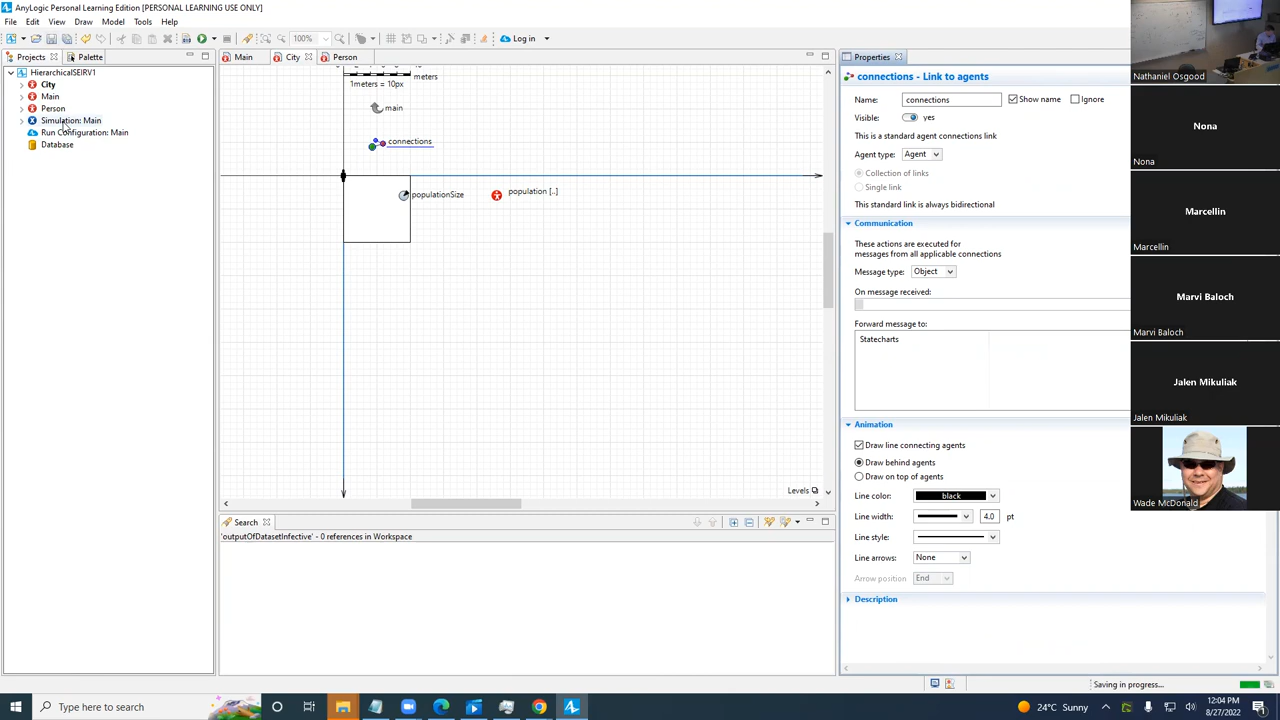 AnyLogic Personal Learning Edition [PERSONAL LEARNING USE ONLY]
File Edit View Draw Model Tools Help
100%
Log in
Projects
Palette
HierarchicalSEIRV1
City
Main
Person
Simulation: Main
Run Configuration: Main
Database
Main
City
Person
meters
1meters = 10px
main
connections
populationSize
population [..]
Levels
Search
'outputOfDatasetInfective' - 0 references in Workspace
Properties
connections - Link to agents
Name:
connections
Show name
Ignore
Visible:
yes
This is a standard agent connections link
Agent type:
Agent
Collection of links
Single link
This standard link is always bidirectional
Communication
These actions are executed for
messages from all applicable connections
Message type:
Object
On message received:
Forward message to:
Statecharts
Animation
Draw line connecting agents
Draw behind agents
Draw on top of agents
Line color:
black
Line width:
4.0
pt
Line style:
Line arrows:
None
Arrow position
End
Description
Saving in progress...
Nathaniel Osgood
Nona
Nona
Marcellin
Marcellin
Marvi Baloch
Marvi Baloch
Jalen Mikuliak
Jalen Mikuliak
Wade McDonald
Type here to search
24°C Sunny
12:04 PM
8/27/2022